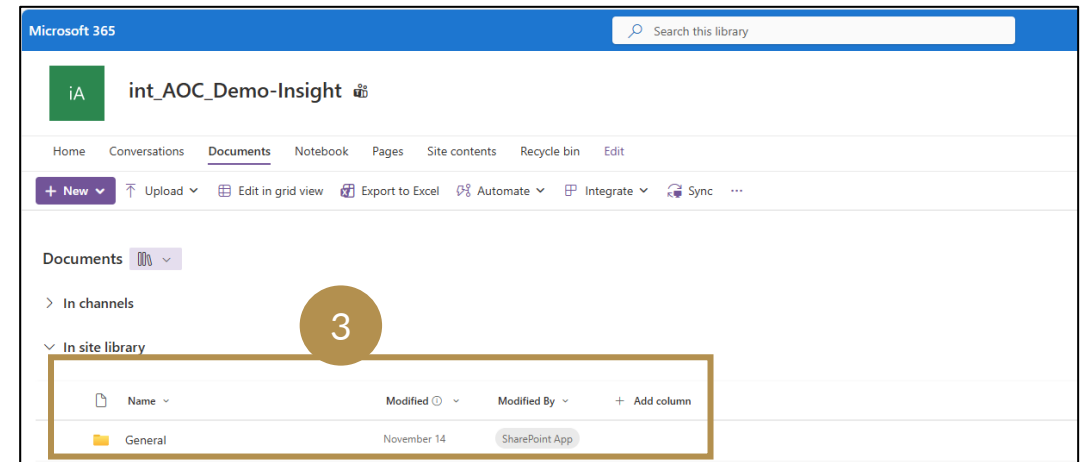 Microsoft 365
Search this library
iA
int_AOC_Demo-Insight
Home Conversations Documents Notebook Pages Site contents Recycle bin Edit
+ New Upload Edit in grid view Export to Excel Automate Integrate Sync ...
Documents
In channels
3
In site library
Name Modified Modified By + Add column
General November 14 SharePoint App